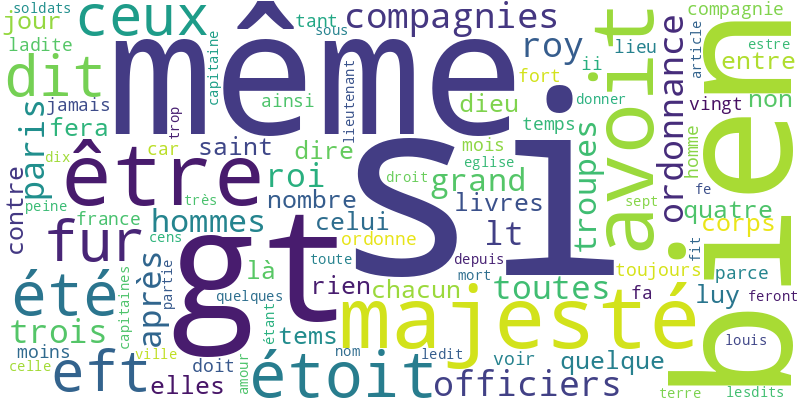 soldats
ceux
tant
compagnies
compagnie
jour
sous
ladite
capitaine
même
roy
lieu
avoit
article
entre
estre
dit
lieutenant
fort
ii
bien
jamais
ainsi
dieu
donner
ordonnance
vingt
non
paris
fera
trop
temps
si
troupes
homme
car
saint
dire
mois
dix
eglise
être
roi
droit
grand
toutes
fe
peine
très
nombre
livres
sept
quatre
contre
france
hommes
celui
lt
corps
fur
cens
ordonne
fit
après
gt
là
toute
depuis
toujours
parce
été
partie
capitaines
quelques
rien
chacun
mort
fa
luy
feront
trois
étant
tems
majesté
moins
ville
nom
ledit
voir
quelque
louis
celle
eft
doit
elles
amour
étoit
officiers
terre
lesdits